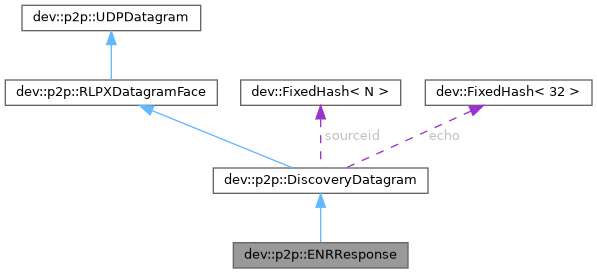 dev::p2p::UDPDatagram
dev::p2p::RLPXDatagramFace
dev::FixedHash< N >
dev::FixedHash< 32 >
sourceid
echo
dev::p2p::DiscoveryDatagram
dev::p2p::ENRResponse